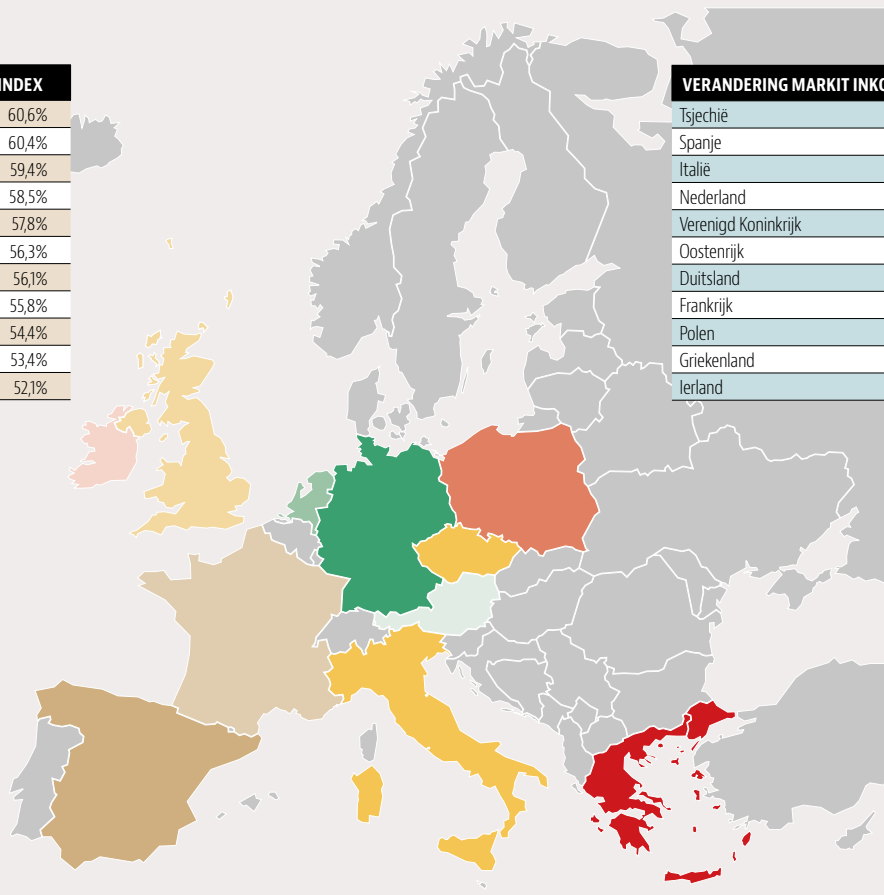 INDEX
60,6%
60,4%
59,4%
58,5%
57,8%
56,3%
56,1%
55,8%
54,4%
53,4%
52,1%
VERANDERING MARKIT INKO
Tsjechië
Spanje
Italië
Nederland
Verenigd Koninkrijk
Oostenrijk
Duitsland
Frankrijk
Polen
Griekenland
Ierland